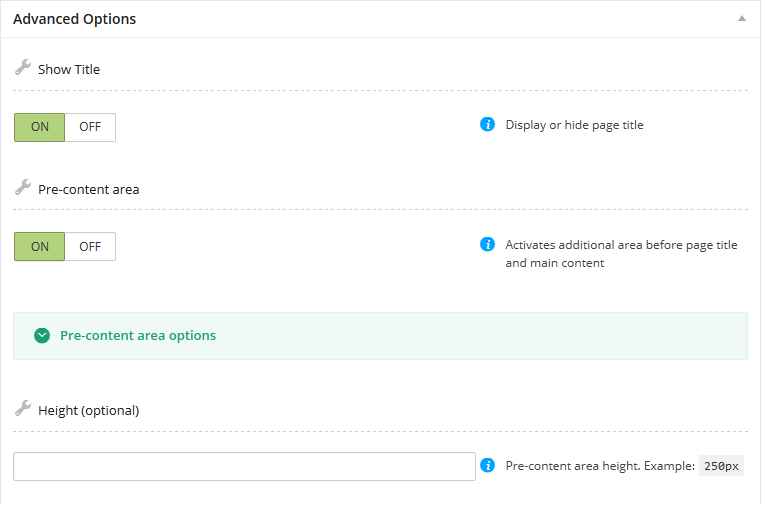 Advanced Options
Show Title
ON OFF
Display or hide page title
Pre-content area
ON OFF
Activates additional area before page title
and main content
Pre-content area options
Height (optional)
Pre-content area height. Example: 250px